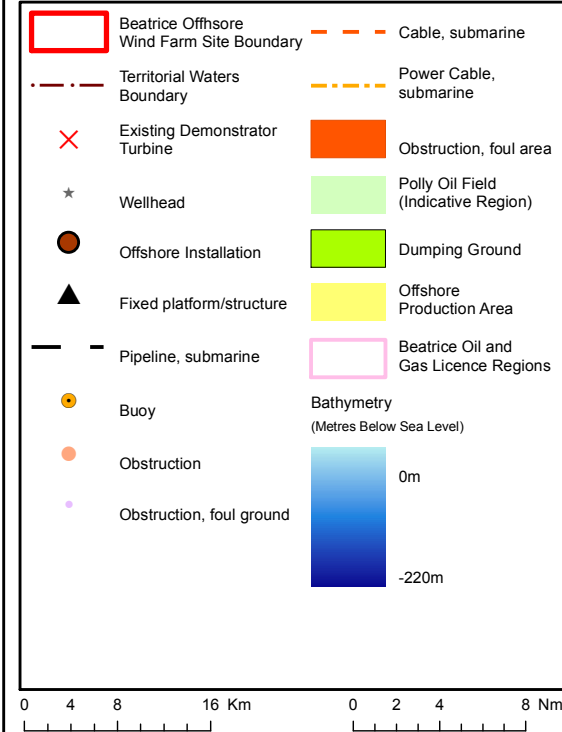 Beatrice Offhsore
Wind Farm Site Boundary
Territorial Waters
Boundary
Existing Demonstrator
Turbine
Wellhead
Offshore Installation
Fixed platform/structure
Pipeline, submarine
Buoy
Obstruction
Obstruction, foul ground
Cable, submarine
Power Cable,
submarine
Obstruction, foul area
Polly Oil Field
(Indicative Region)
Dumping Ground
Offshore
Production Area
Beatrice Oil and
Gas Licence Regions
Bathymetry
(Metres Below Sea Level)
0m
-220m
0 4 8 16 Km
0 2 4 8 Nm